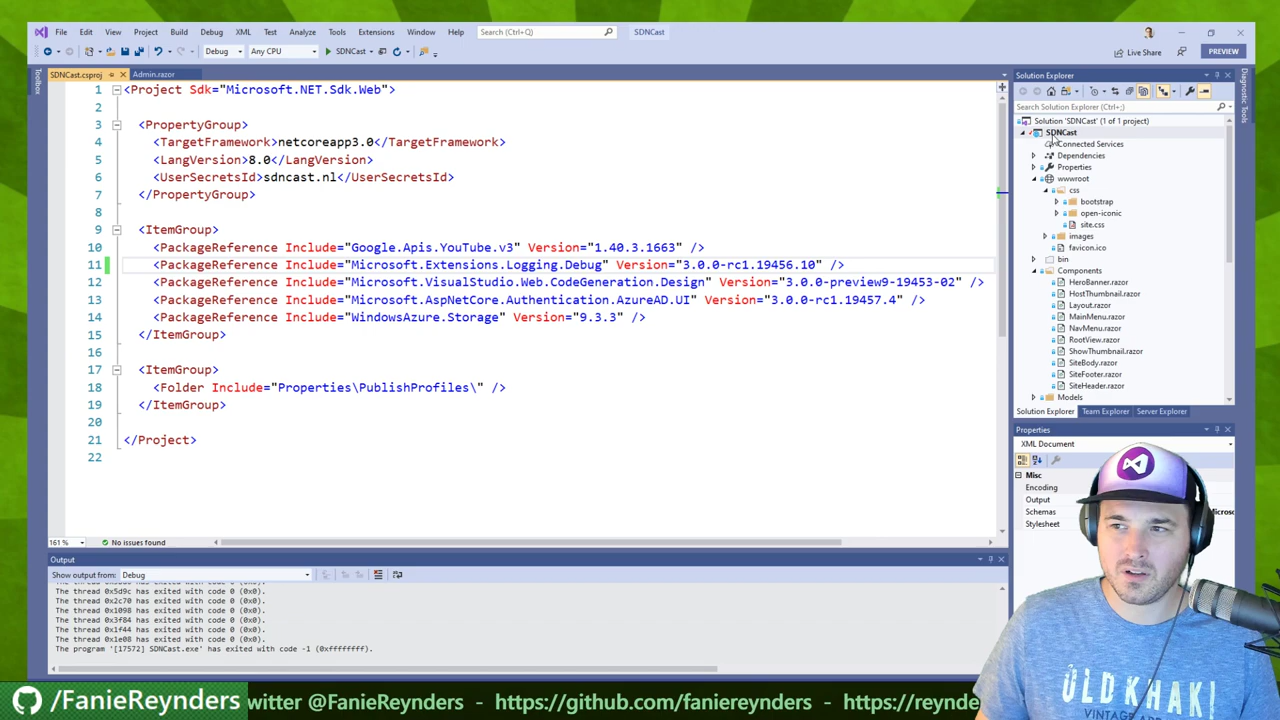 File Edit View Project Build Debug XML Test Analyze Tools Extensions Window Help Search (Ctrl+Q) SDNCast
Debug Any CPU SDNCast Live Share PREVIEW
Toolbox
SDNCast.csproj Admin.razor
1 <Project Sdk="Microsoft.NET.Sdk.Web">
2
3 <PropertyGroup>
4 <TargetFramework>netcoreapp3.0</TargetFramework>
5 <LangVersion>8.0</LangVersion>
6 <UserSecretsId>sdncast.nl</UserSecretsId>
7 </PropertyGroup>
8
9 <ItemGroup>
10 <PackageReference Include="Google.Apis.YouTube.v3" Version="1.40.3.1663" />
11 <PackageReference Include="Microsoft.Extensions.Logging.Debug" Version="3.0.0-rc1.19456.10" />
12 <PackageReference Include="Microsoft.VisualStudio.Web.CodeGeneration.Design" Version="3.0.0-preview9-19453-02" />
13 <PackageReference Include="Microsoft.AspNetCore.Authentication.AzureAD.UI" Version="3.0.0-rc1.19457.4" />
14 <PackageReference Include="WindowsAzure.Storage" Version="9.3.3" />
15 </ItemGroup>
16
17 <ItemGroup>
18 <Folder Include="Properties\PublishProfiles\" />
19 </ItemGroup>
20
21 </Project>
22
161 % No issues found
Output
Show output from: Debug
The thread 0x5d9c has exited with code 0 (0x0).
The thread 0x2c70 has exited with code 0 (0x0).
The thread 0x1098 has exited with code 0 (0x0).
The thread 0x3f84 has exited with code 0 (0x0).
The thread 0x1f44 has exited with code 0 (0x0).
The thread 0x1e08 has exited with code 0 (0x0).
The program '[17572] SDNCast.exe' has exited with code -1 (0xffffffff).
Solution Explorer
Search Solution Explorer (Ctrl+;)
Solution 'SDNCast' (1 of 1 project)
SDNCast
Connected Services
Dependencies
Properties
wwwroot
css
bootstrap
open-iconic
site.css
images
favicon.ico
bin
Components
HeroBanner.razor
HostThumbnail.razor
Layout.razor
MainMenu.razor
NavMenu.razor
RootView.razor
ShowThumbnail.razor
SiteBody.razor
SiteFooter.razor
SiteHeader.razor
Models
Solution Explorer Team Explorer Server Explorer
Diagnostic Tools
Properties
XML Document
Misc
Encoding
Output
Schemas
Stylesheet
OLD KHAKI
/FanieReynders witter @FanieReynders - https://github.com/faniereynders - https://reynde